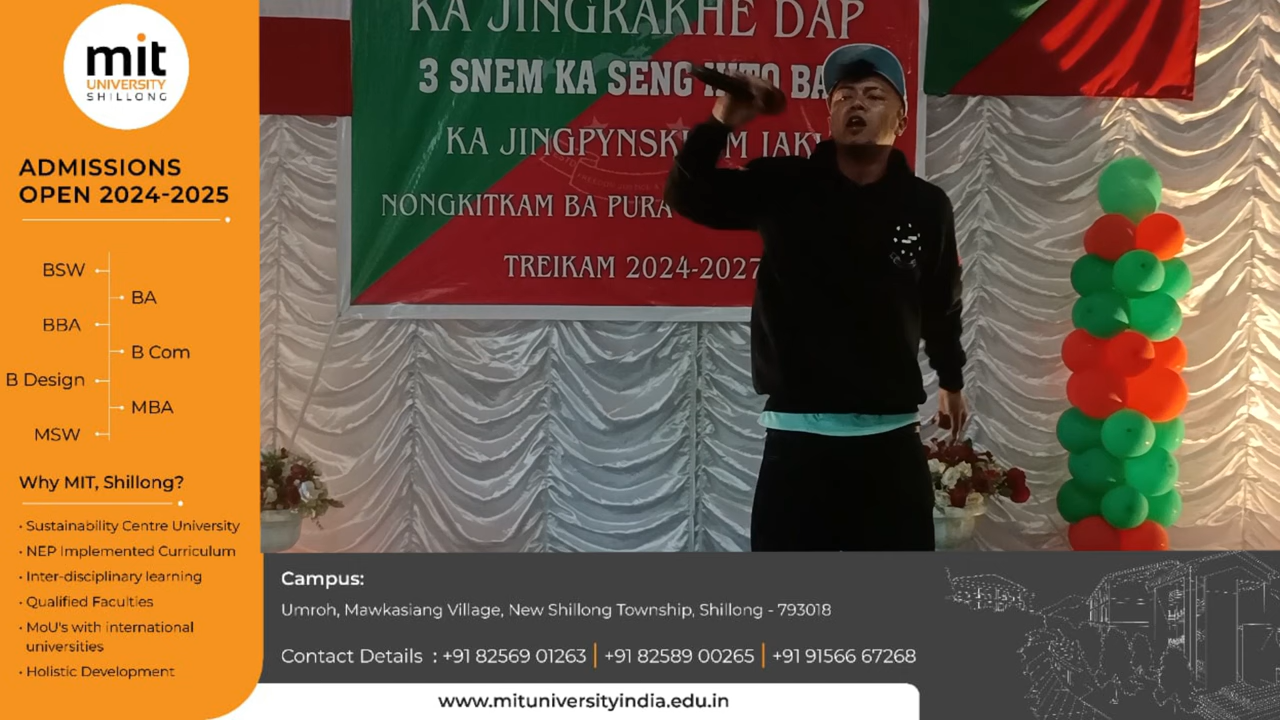 mit
UNIVERSITY
SHILLONG
ADMISSIONS
OPEN 2024-2025
BSW
BA
BBA
B Com
B Design
MBA
MSW
Why MIT, Shillong?
• Sustainability Centre University
• NEP Implemented Curriculum
• Inter-disciplinary learning
• Qualified Faculties
• MoU's with international
universities
• Holistic Development
KA JINGRAKHE DAP
3 SNEM KA SENG
KA
NONGKITKAM BA
TREIKAM 2024-2027
Campus:
Umroh, Mawkasiang Village, New Shillong Township, Shillong - 793018
Contact Details : +91 82569 01263 | +91 82589 00265 | +91 91566 67268
www.mituniversityindia.edu.in